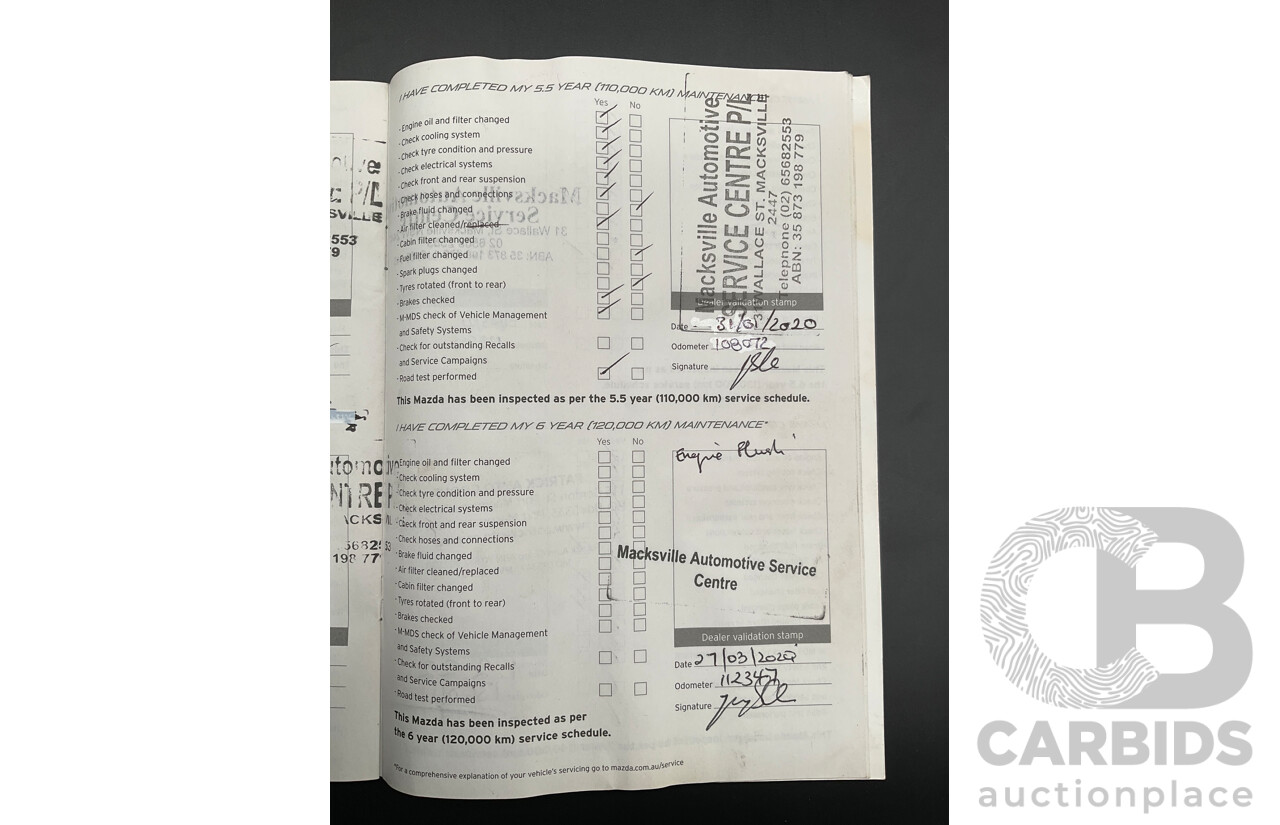 I HAVE COMPLETED MY 5.5 YEAR (110,000 KM) MAINTENANCE*
Yes No
- Engine oil and filter changed
- Check cooling system
- Check tyre condition and pressure
- Check electrical systems
- Check front and rear suspension
- Check hoses and connections
- Brake fluid changed
- Air filter cleaned/replaced
- Cabin filter changed
- Fuel filter changed
- Spark plugs changed
- Tyres rotated (front to rear)
- Brakes checked
- M-MDS check of Vehicle Management
and Safety Systems
- Check for outstanding Recalls
and Service Campaigns
- Road test performed
Macksville Automotive
SERVICE CENTRE P/L
31 WALLACE ST. MACKSVILLE
2447
Telephone (02) 65682553
ABN: 35 873 198 779
Dealer validation stamp
Date 31/01/2020
Odometer 108072
Signature
This Mazda has been inspected as per the 5.5 year (110,000 km) service schedule.
I HAVE COMPLETED MY 6 YEAR (120,000 KM) MAINTENANCE*
Yes No
- Engine oil and filter changed
- Check cooling system
- Check tyre condition and pressure
- Check electrical systems
- Check front and rear suspension
- Check hoses and connections
- Brake fluid changed
- Air filter cleaned/replaced
- Cabin filter changed
- Tyres rotated (front to rear)
- Brakes checked
- M-MDS check of Vehicle Management
and Safety Systems
- Check for outstanding Recalls
and Service Campaigns
- Road test performed
Engine Flush
Macksville Automotive Service
Centre
Dealer validation stamp
Date 27/03/2020
Odometer 112347
Signature
This Mazda has been inspected as per
the 6 year (120,000 km) service schedule.
*For a comprehensive explanation of your vehicle's servicing go to mazda.com.au/service
CB
CARBIDS
auctionplace